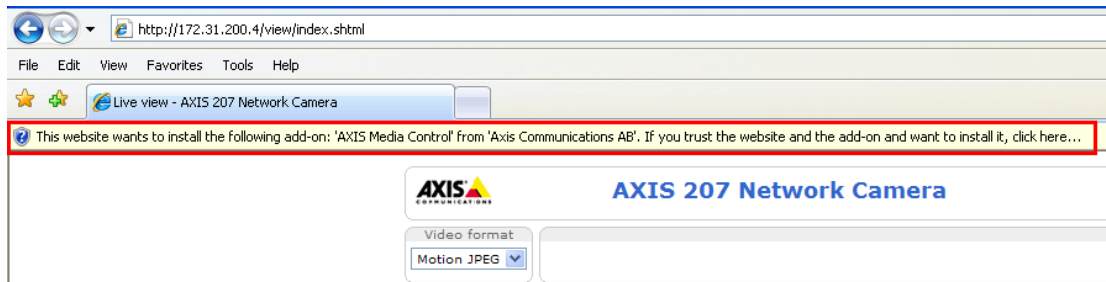 http://172.31.200.4/view/index.shtml
File Edit View Favorites Tools Help
Live view - AXIS 207 Network Camera
This website wants to install the following add-on: 'AXIS Media Control' from 'Axis Communications AB'. If you trust the website and the add-on and want to install it, click here...
AXIS
COMMUNICATIONS
AXIS 207 Network Camera
Video format
Motion JPEG